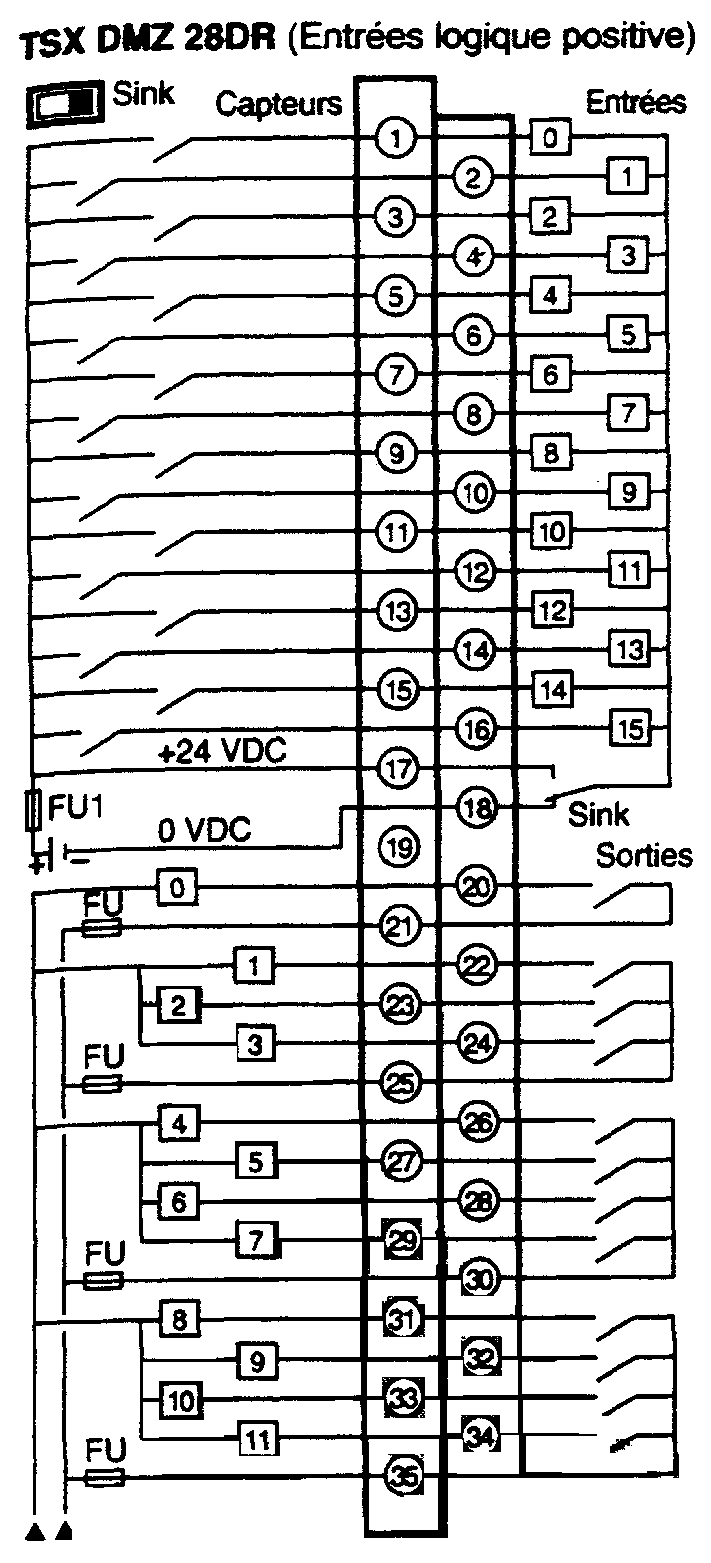 TSX DMZ 28DR (Entrées logique positive)
Sink Capteurs Entrées
1 0
2 1
3 2
4 3
5 4
6 5
7 6
8 7
9 8
10 9
11 10
12 11
13 12
14 13
15 14
16 15
+24 VDC 17
FU1 18 Sink
0 VDC 19
+ - Sorties
0 20
FU 21
1 22
2 23
3 24
FU 25
4 26
5 27
6 28
7 29
FU 30
8 31
9 32
10 33
11 34
FU 35